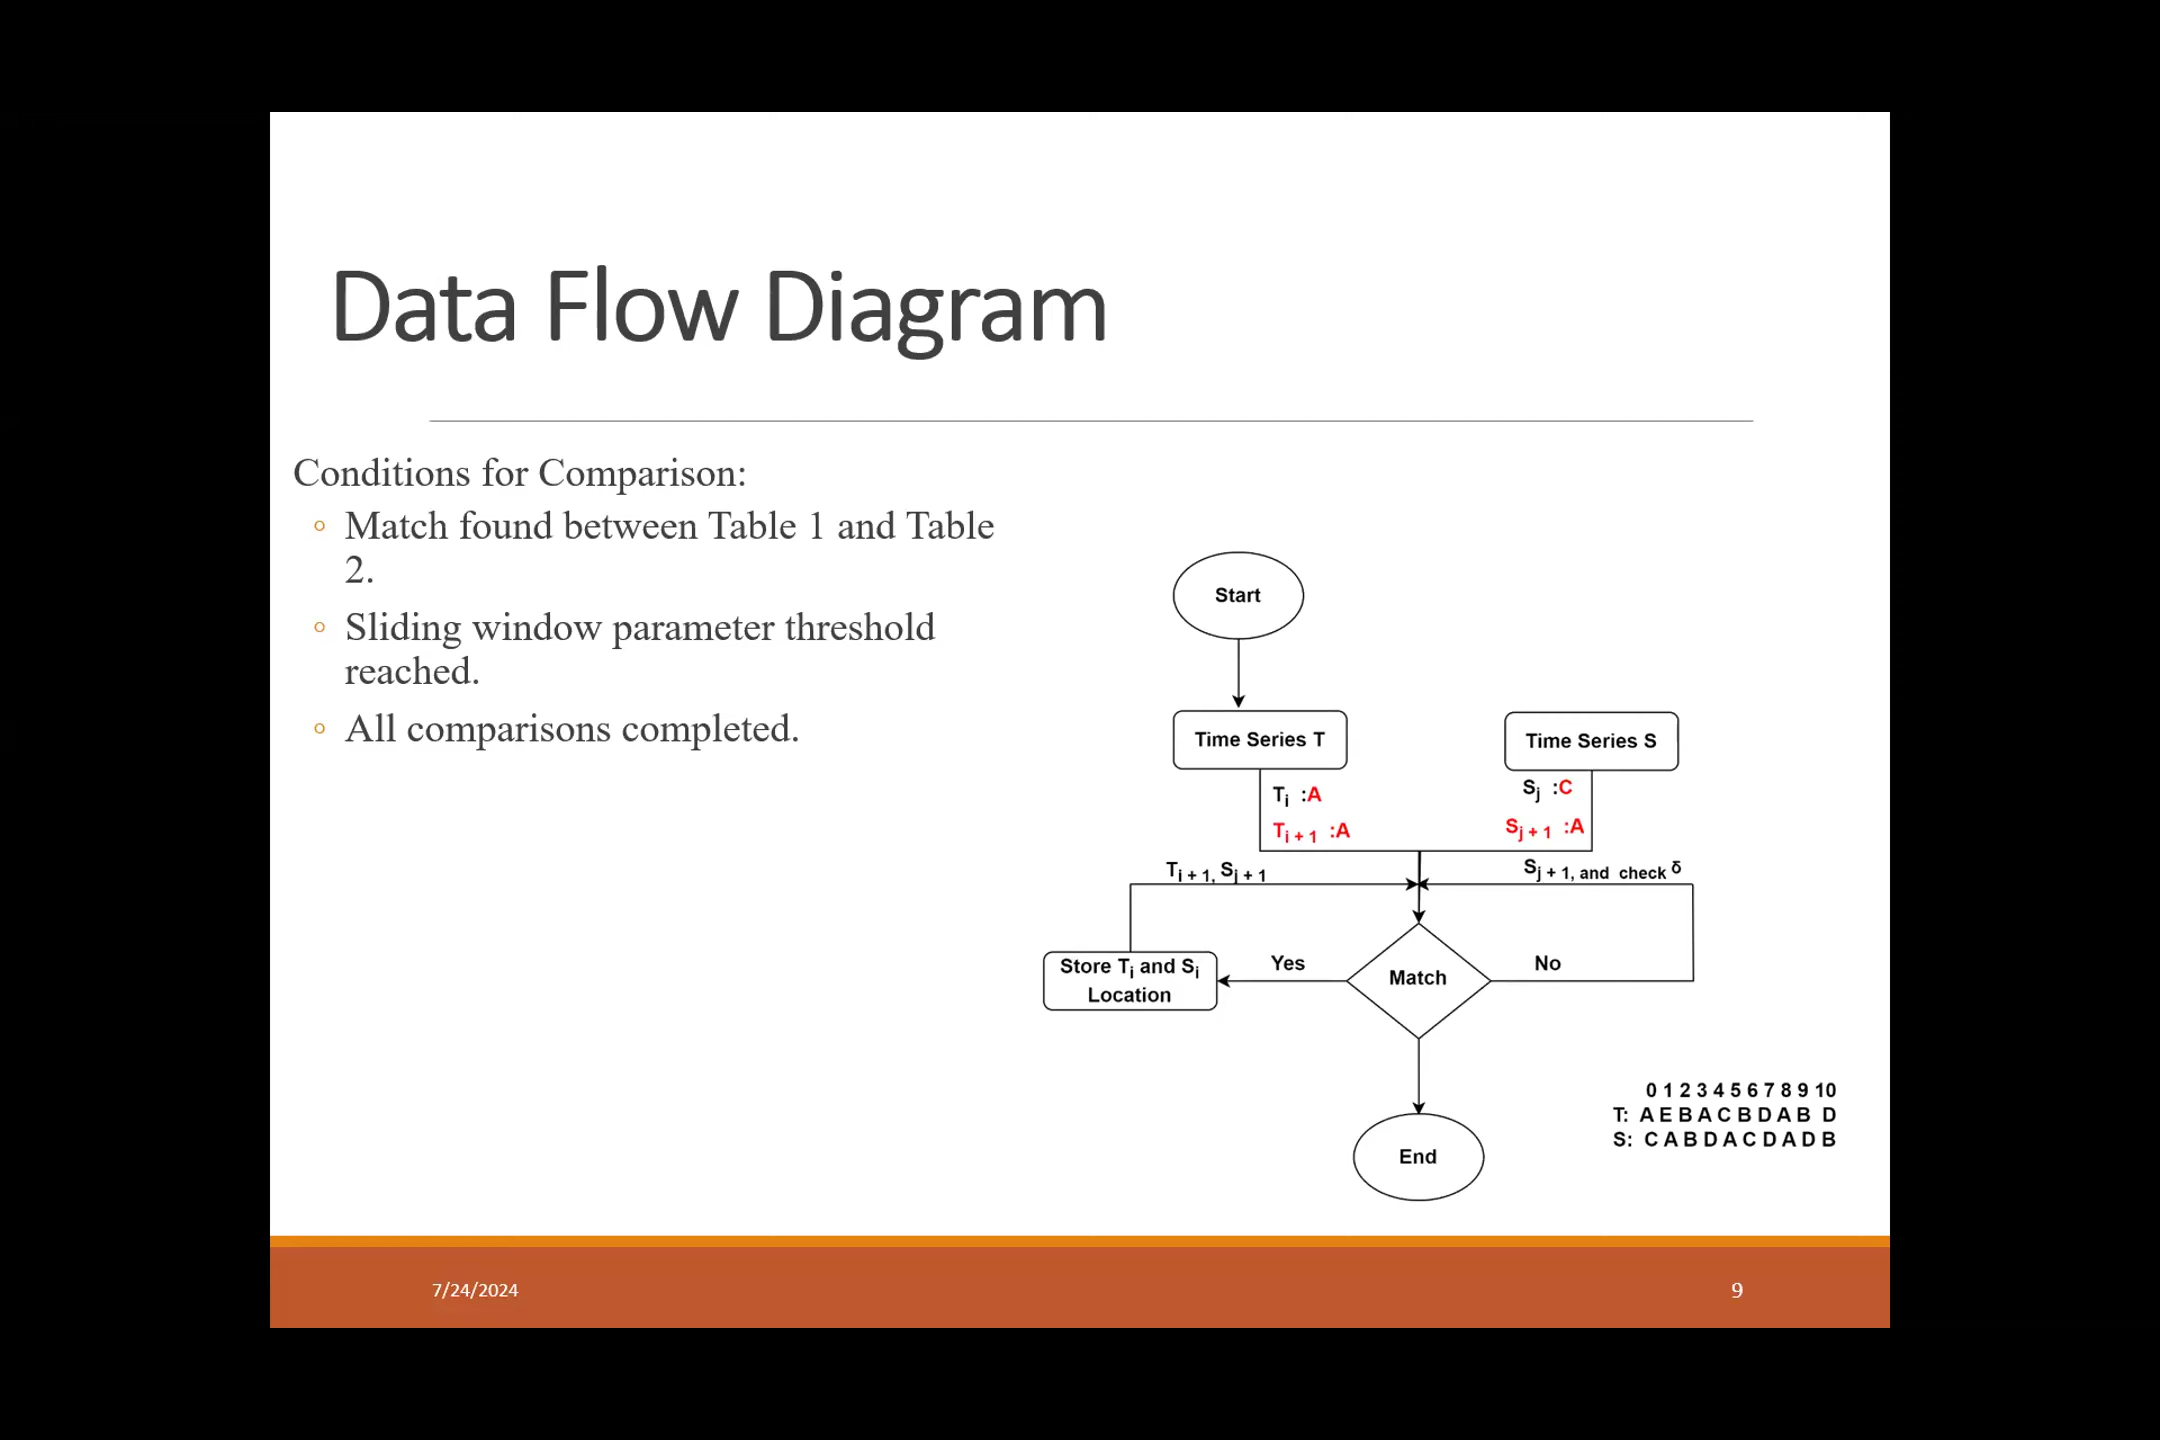 Data Flow Diagram
Conditions for Comparison:
◦ Match found between Table 1 and Table
2.
◦ Sliding window parameter threshold
reached.
◦ All comparisons completed.
Start
Time Series T
Time Series S
Ti :A
Sj :C
Ti + 1 :A
Sj + 1 :A
Ti + 1, Sj + 1
Sj + 1, and check δ
Store Ti and Si
Location
Yes
Match
No
End
0 1 2 3 4 5 6 7 8 9 10
T: A E B A C B D A B D
S: C A B D A C D A D B
7/24/2024
9